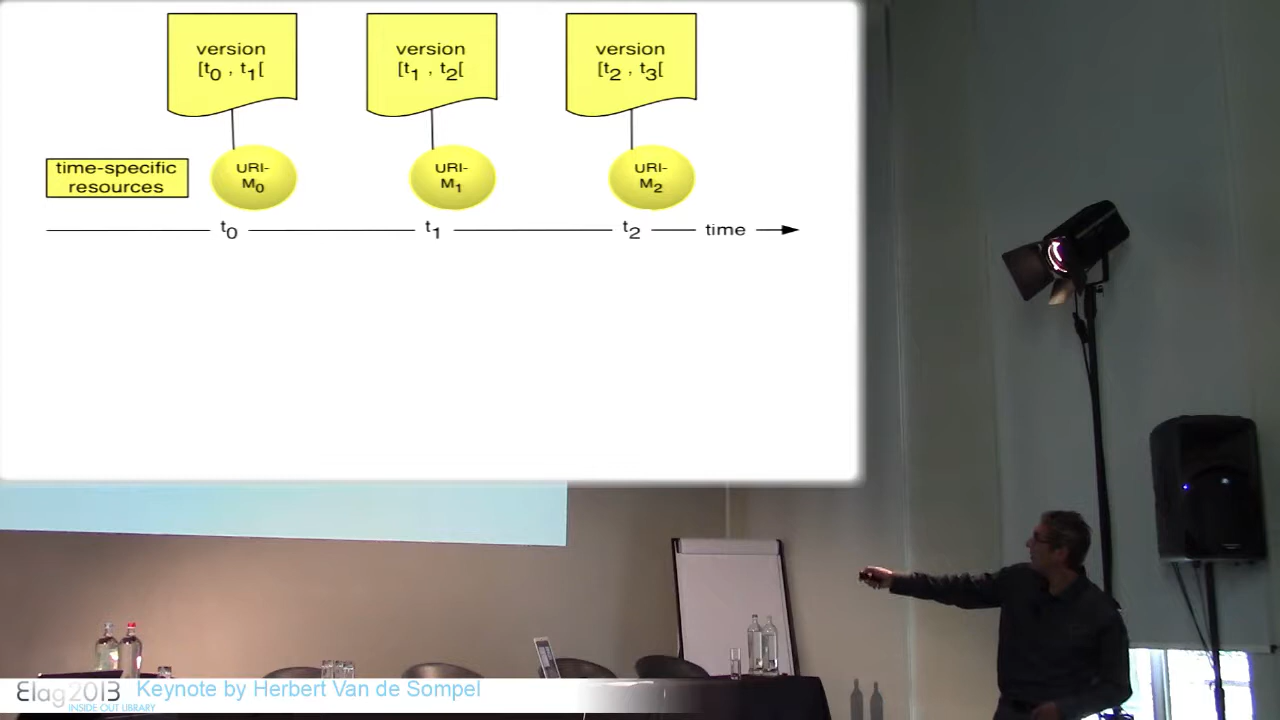 version
[t0 , t1[
version
[t1 , t2[
version
[t2 , t3[
time-specific
resources
URI-
M0
URI-
M1
URI-
M2
t0
t1
t2
time
Elag2013
INSIDE OUT LIBRARY
Keynote by Herbert Van de Sompel